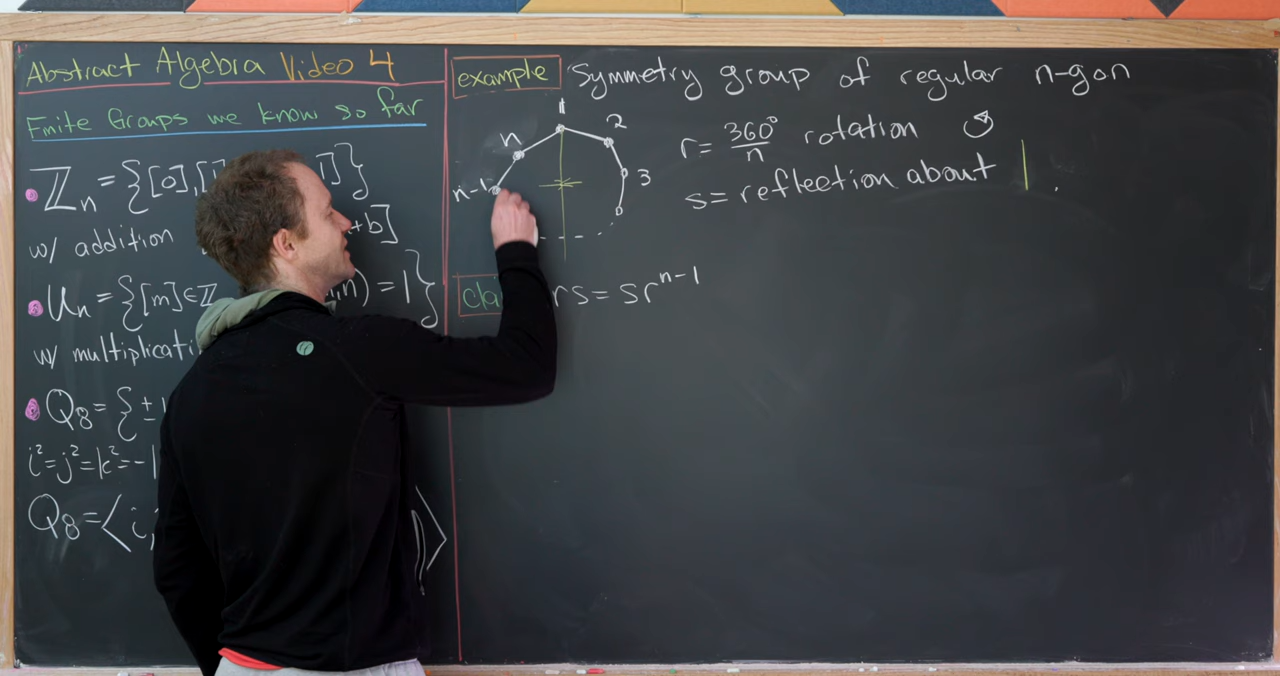 Abstract Algebra Video 4
Finite Groups we know so far
ℤₙ = {[0],[ 1]}
w/ addition +b]
Uₙ = {[m]∈ℤ ,n) = 1}
w/
Q₈ = {±
i² = j² = k² = -1
Q₈ = ⟨i, ⟩
example Symmetry group of regular n-gon
1
2
3
n
n-1
r = 360°/n rotation ↺
s = reflection about | .
rs = sr^(n-1)